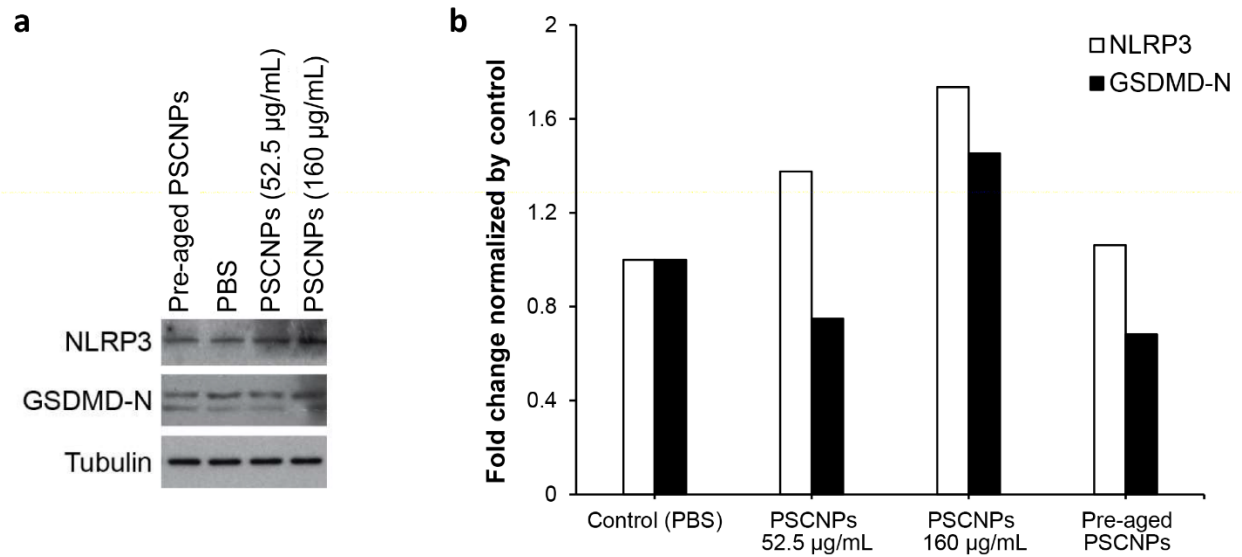 a
Pre-aged PSCNPs
PBS
PSCNPs (52.5 µg/mL)
PSCNPs (160 µg/mL)
NLRP3
GSDMD-N
Tubulin
b
Fold change normalized by control
2
1.6
1.2
0.8
0.4
0
NLRP3
GSDMD-N
Control (PBS)
PSCNPs
52.5 µg/mL
PSCNPs
160 µg/mL
Pre-aged
PSCNPs